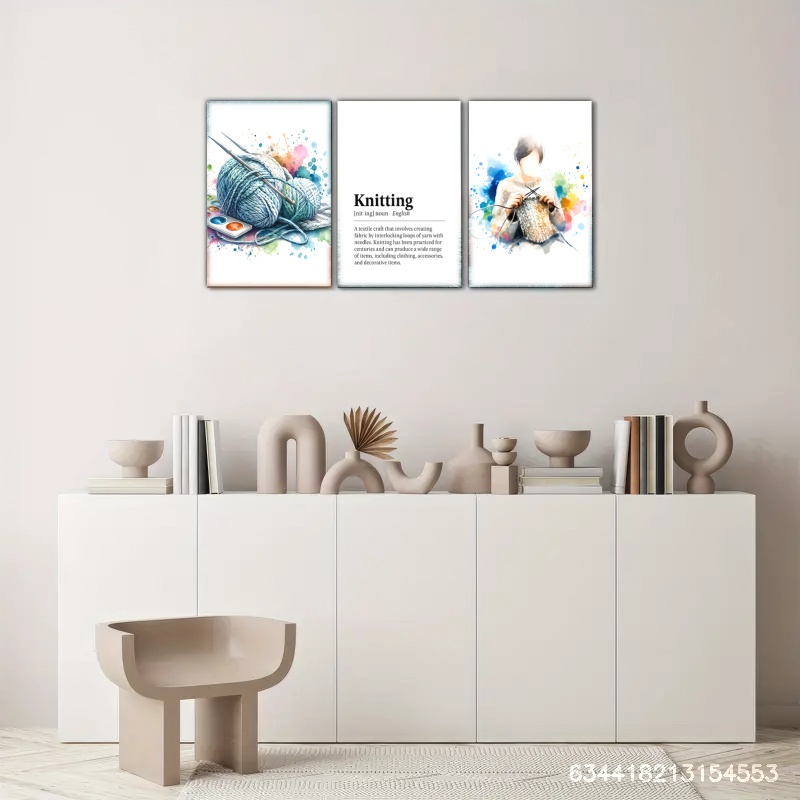 Knitting
[nit·ing] noun · English
A textile craft that involves creating
fabric by interlocking loops of yarn with
needles. Knitting has been practiced for
centuries and can produce a wide range
of items, including clothing, accessories,
and decorative items.
634418213154553